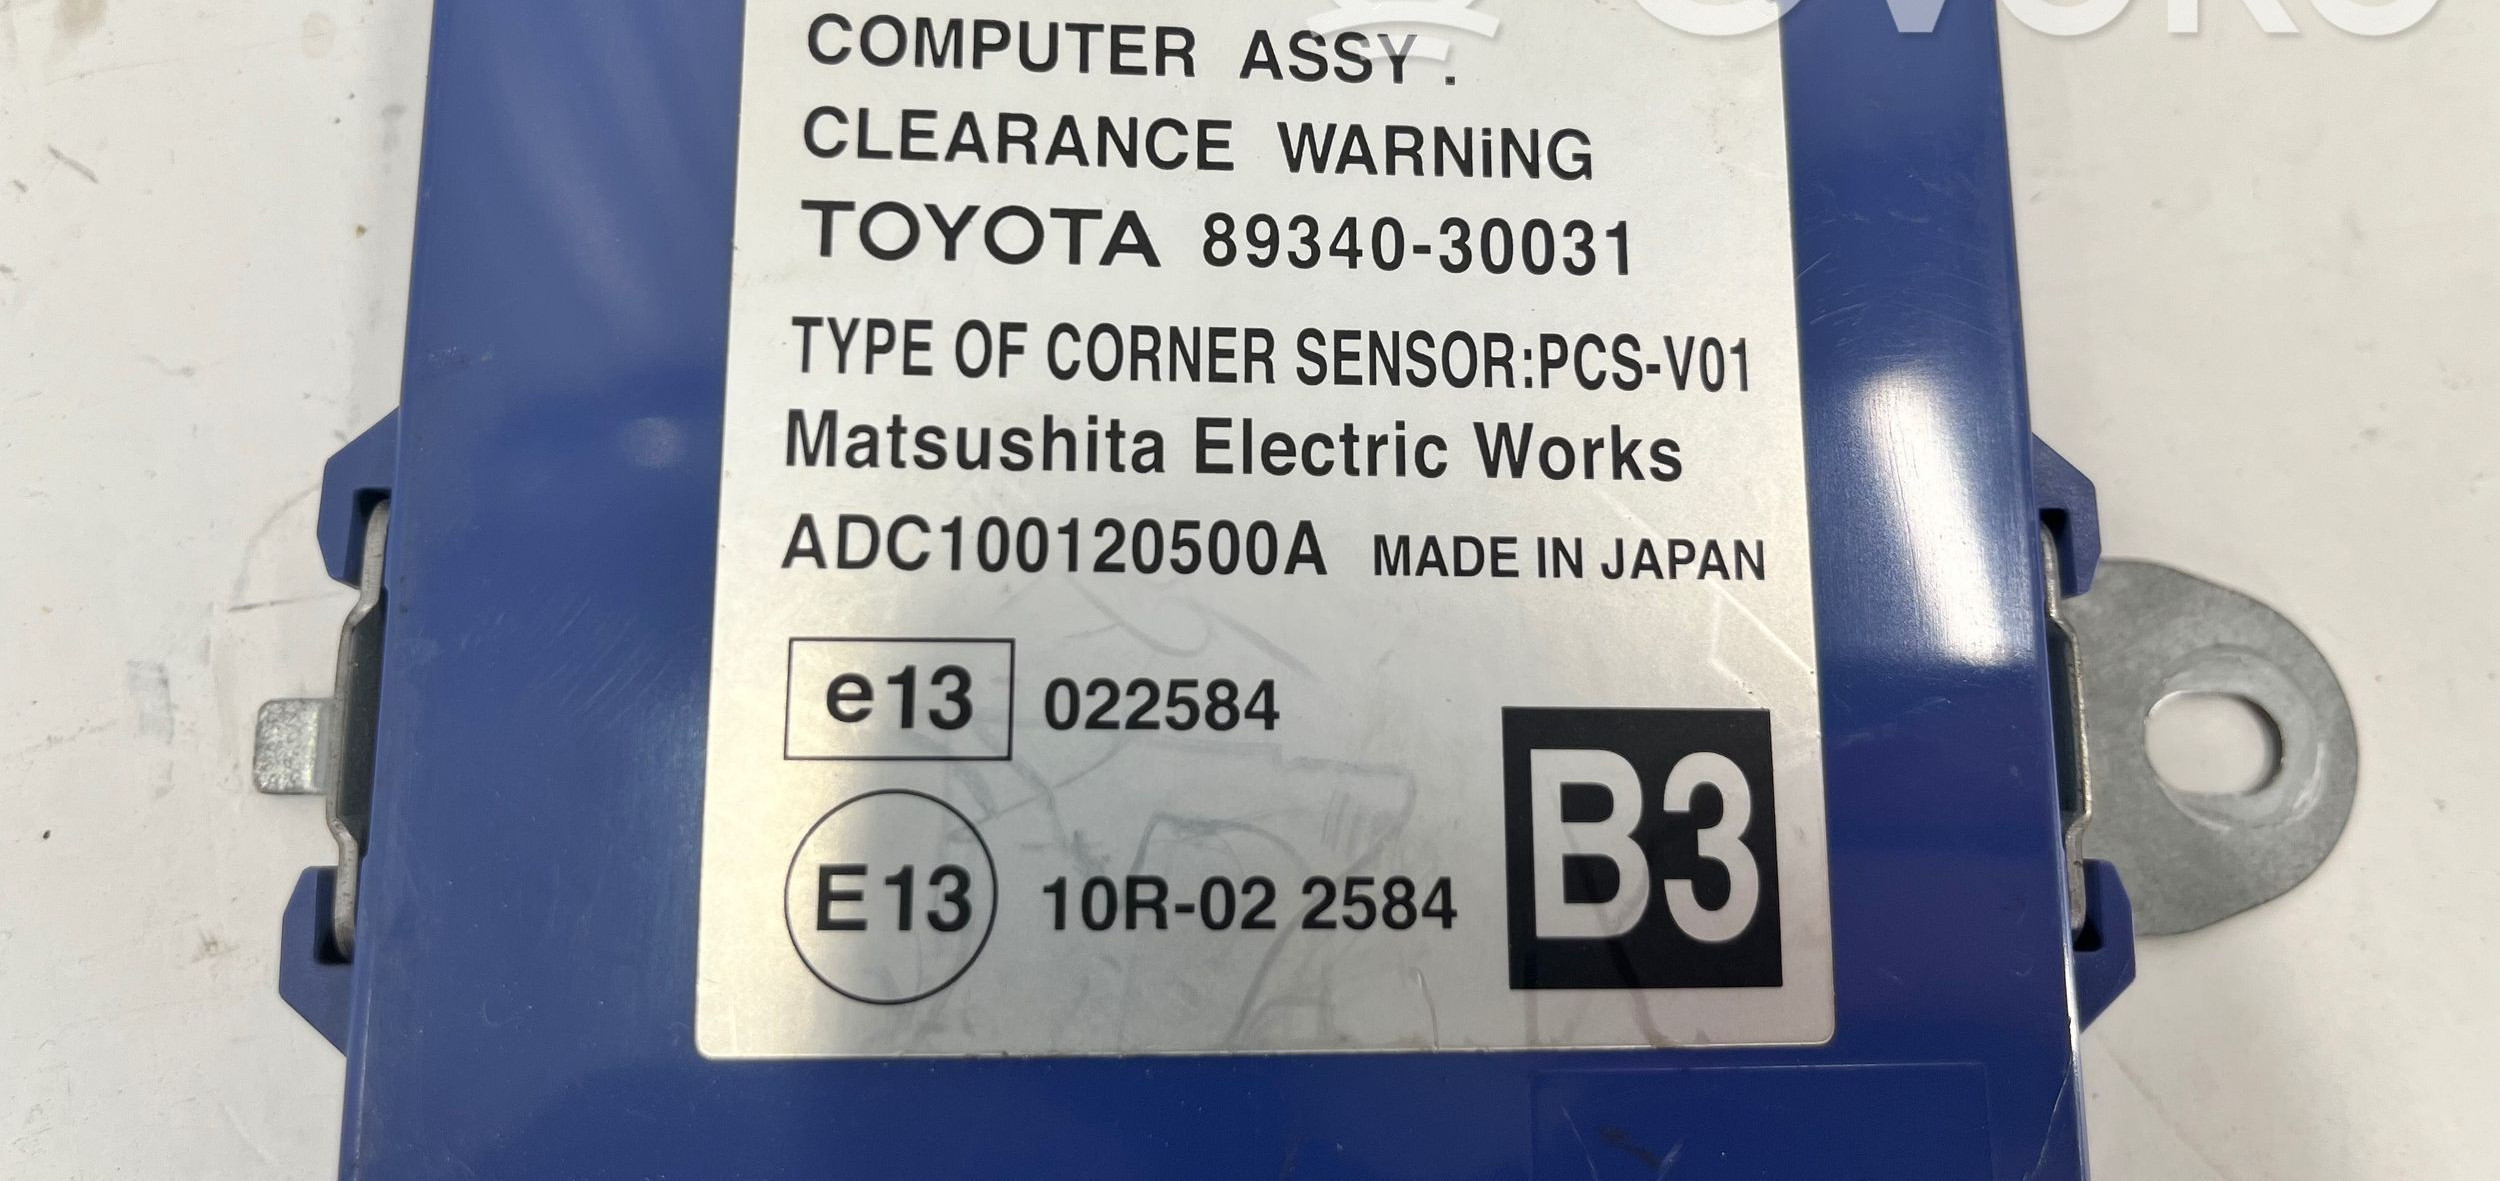 COMPUTER ASSY.
CLEARANCE WARNiNG
TOYOTA 89340-30031
TYPE OF CORNER SENSOR:PCS-V01
Matsushita Electric Works
ADC100120500A MADE IN JAPAN
e13 022584
E13 10R-02 2584
B3